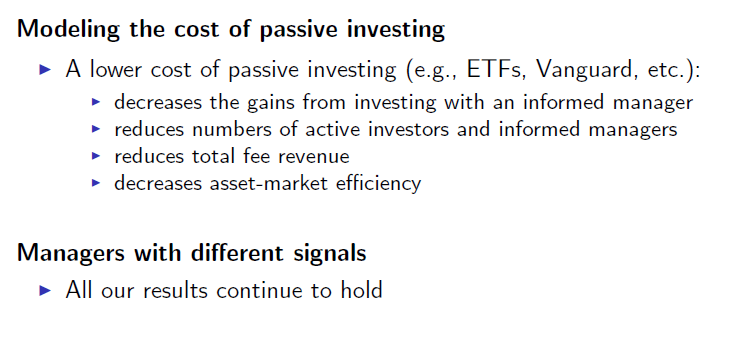 Modeling the cost of passive investing
▶ A lower cost of passive investing (e.g., ETFs, Vanguard, etc.):
▶ decreases the gains from investing with an informed manager
▶ reduces numbers of active investors and informed managers
▶ reduces total fee revenue
▶ decreases asset-market efficiency
Managers with different signals
▶ All our results continue to hold